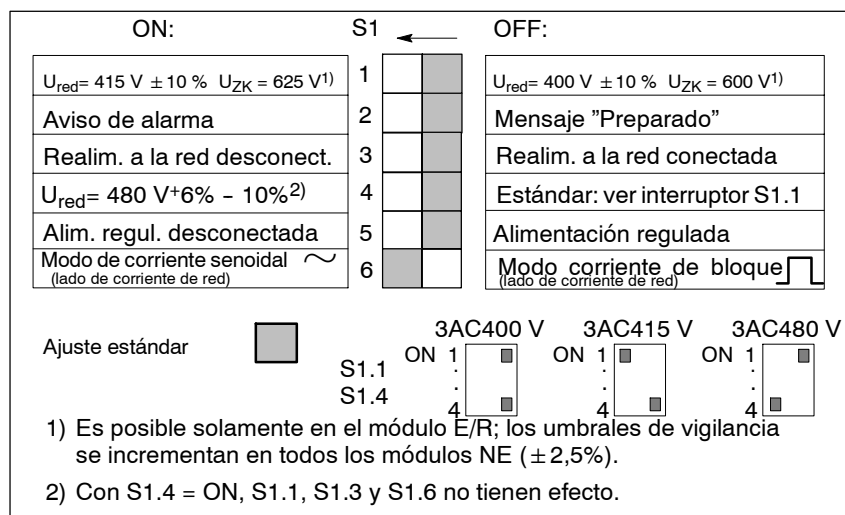 ON: S1 OFF:
U_red= 415 V ±10 % U_ZK = 625 V1) 1 U_red= 400 V ±10 % U_ZK = 600 V1)
Aviso de alarma 2 Mensaje ”Preparado”
Realim. a la red desconect. 3 Realim. a la red conectada
U_red= 480 V+6% – 10%2) 4 Estándar: ver interruptor S1.1
Alim. regul. desconectada 5 Alimentación regulada
Modo de corriente senoidal 6 Modo corriente de bloque
(lado de corriente de red) (lado de corriente de red)
3AC400 V 3AC415 V 3AC480 V
Ajuste estándar
ON 1 ON 1 ON 1
S1.1 . . .
S1.4 . . .
4 4 4
1) Es posible solamente en el módulo E/R; los umbrales de vigilancia
se incrementan en todos los módulos NE (±2,5%).
2) Con S1.4 = ON, S1.1, S1.3 y S1.6 no tienen efecto.